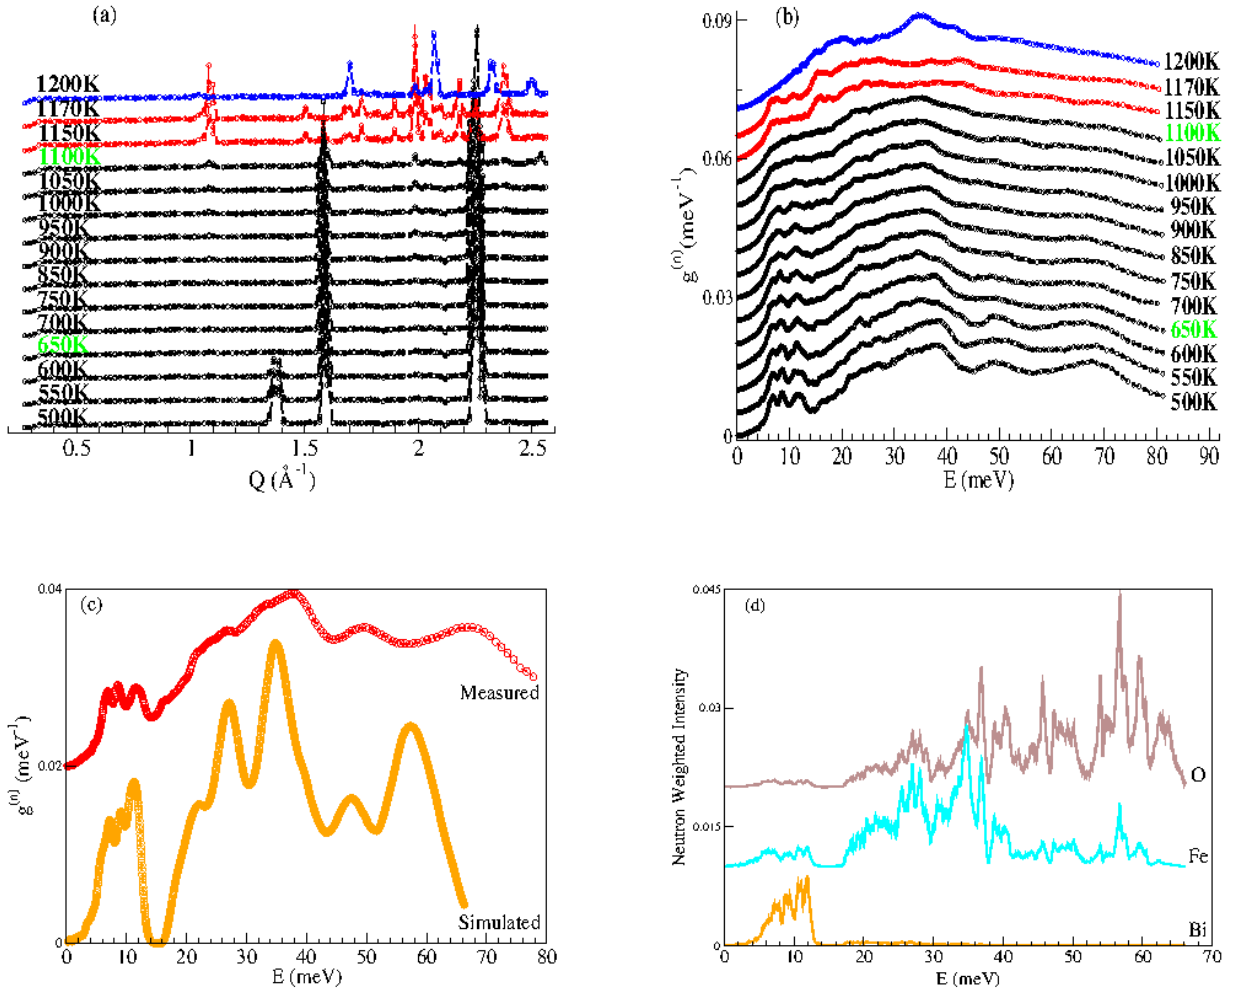 (a)
1200K
1170K
1150K
1100K
1050K
1000K
950K
900K
850K
750K
700K
650K
600K
550K
500K
0.5 1 1.5 2 2.5
Q (Å⁻¹)
(b)
0.09
0.06
0.03
0
g⁽ⁿ⁾(meV⁻¹)
1200K
1170K
1150K
1100K
1050K
1000K
950K
900K
850K
750K
700K
650K
600K
550K
500K
0 10 20 30 40 50 60 70 80 90
E (meV)
(c)
0.04
0.02
0
g⁽ⁿ⁾ (meV⁻¹)
Measured
Simulated
0 10 20 30 40 50 60 70 80
E (meV)
(d)
0.045
0.03
0.015
0
Neutron Weighted Intensity
O
Fe
Bi
0 10 20 30 40 50 60 70
E (meV)